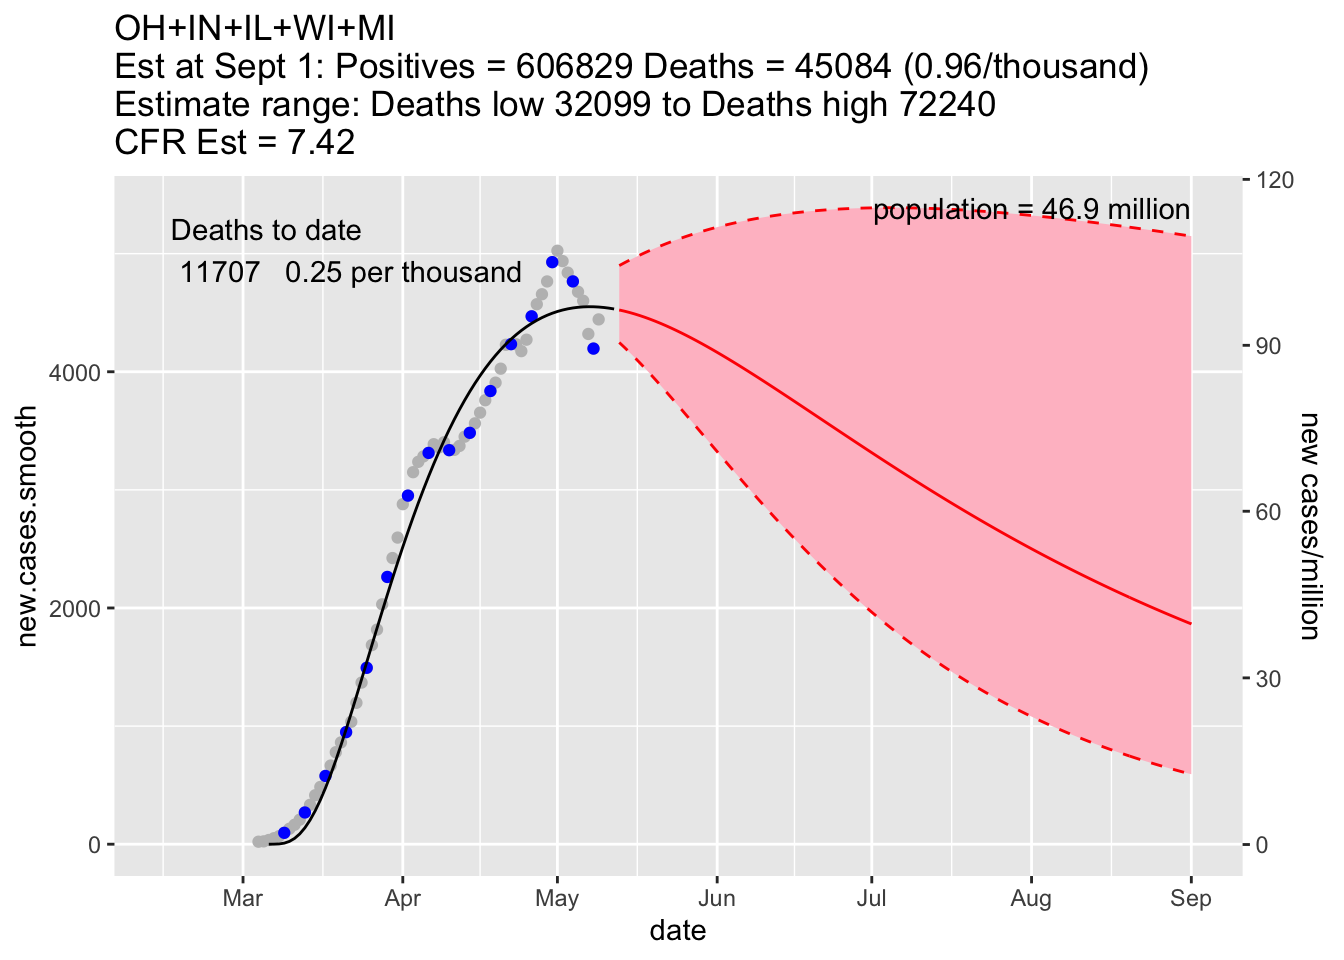 OH+IN+IL+WI+MI
Est at Sept 1: Positives = 606829 Deaths = 45084 (0.96/thousand)
Estimate range: Deaths low 32099 to Deaths high 72240
CFR Est = 7.42
population = 46.9 million
Deaths to date
11707 0.25 per thousand
new.cases.smooth
4000
2000
0
120
90
60
30
0
new cases/million
Mar Apr May Jun Jul Aug Sep
date